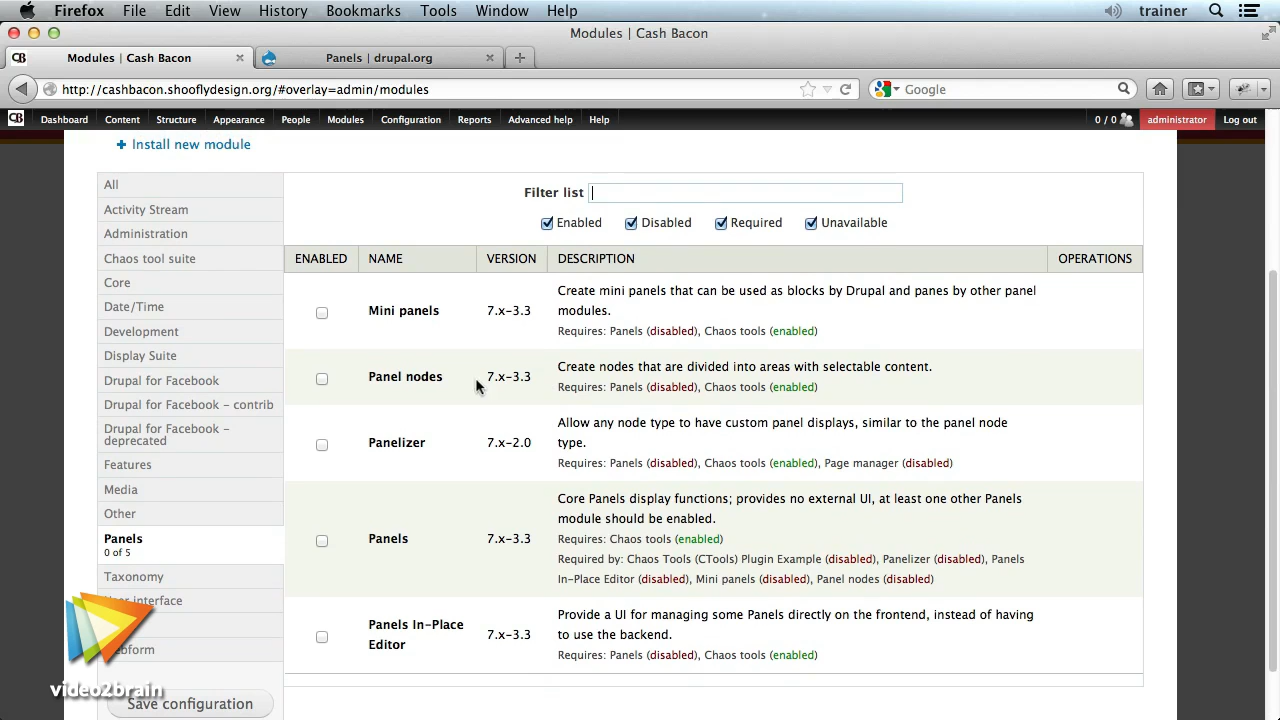 Firefox File Edit View History Bookmarks Tools Window Help trainer
Modules | Cash Bacon
CB Modules | Cash Bacon Panels | drupal.org
http://cashbacon.shooflydesign.org/#overlay=admin/modules Google
CB Dashboard Content Structure Appearance People Modules Configuration Reports Advanced help Help 0 / 0 administrator Log out
Install new module
All
Activity Stream
Administration
Chaos tool suite
Core
Date/Time
Development
Display Suite
Drupal for Facebook
Drupal for Facebook – contrib
Drupal for Facebook –
deprecated
Features
Media
Other
Panels
0 of 5
Taxonomy
interface
Save configuration
Filter list
Enabled Disabled Required Unavailable
ENABLED NAME VERSION DESCRIPTION OPERATIONS
Mini panels 7.x-3.3 Create mini panels that can be used as blocks by Drupal and panes by other panel
modules.
Requires: Panels (disabled), Chaos tools (enabled)
Panel nodes 7.x-3.3 Create nodes that are divided into areas with selectable content.
Requires: Panels (disabled), Chaos tools (enabled)
Panelizer 7.x-2.0 Allow any node type to have custom panel displays, similar to the panel node
type.
Requires: Panels (disabled), Chaos tools (enabled), Page manager (disabled)
Panels 7.x-3.3 Core Panels display functions; provides no external UI, at least one other Panels
module should be enabled.
Requires: Chaos tools (enabled)
Required by: Chaos Tools (CTools) Plugin Example (disabled), Panelizer (disabled), Panels
In-Place Editor (disabled), Mini panels (disabled), Panel nodes (disabled)
Panels In-Place
Editor 7.x-3.3 Provide a UI for managing some Panels directly on the frontend, instead of having
to use the backend.
Requires: Panels (disabled), Chaos tools (enabled)
video2brain